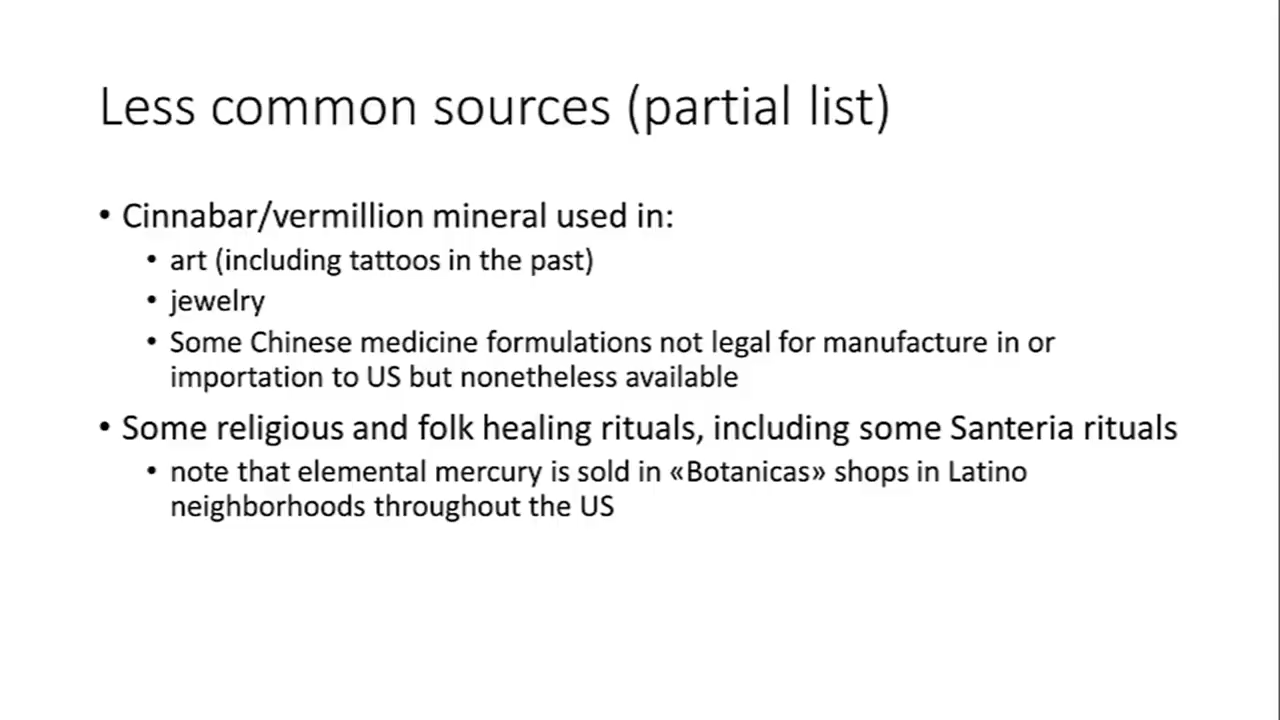 Less common sources (partial list)
• Cinnabar/vermillion mineral used in:
• art (including tattoos in the past)
• jewelry
• Some Chinese medicine formulations not legal for manufacture in or
importation to US but nonetheless available
• Some religious and folk healing rituals, including some Santeria rituals
• note that elemental mercury is sold in «Botanicas» shops in Latino
neighborhoods throughout the US